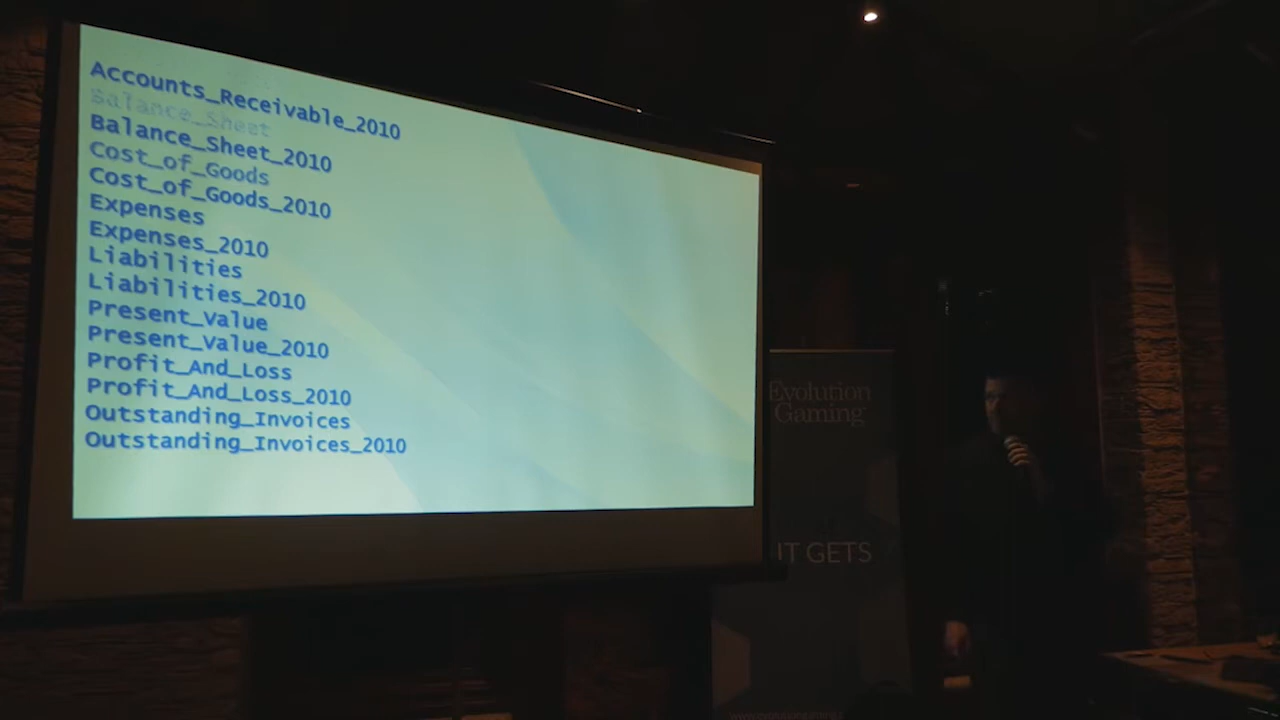 Accounts_Receivable_2010
Balance_Sheet
Balance_Sheet_2010
Cost_of_Goods
Cost_of_Goods_2010
Expenses
Expenses_2010
Liabilities
Liabilities_2010
Present_Value
Present_Value_2010
Profit_And_Loss
Profit_And_Loss_2010
Outstanding_Invoices
Outstanding_Invoices_2010
Evolution
Gaming
IT GETS